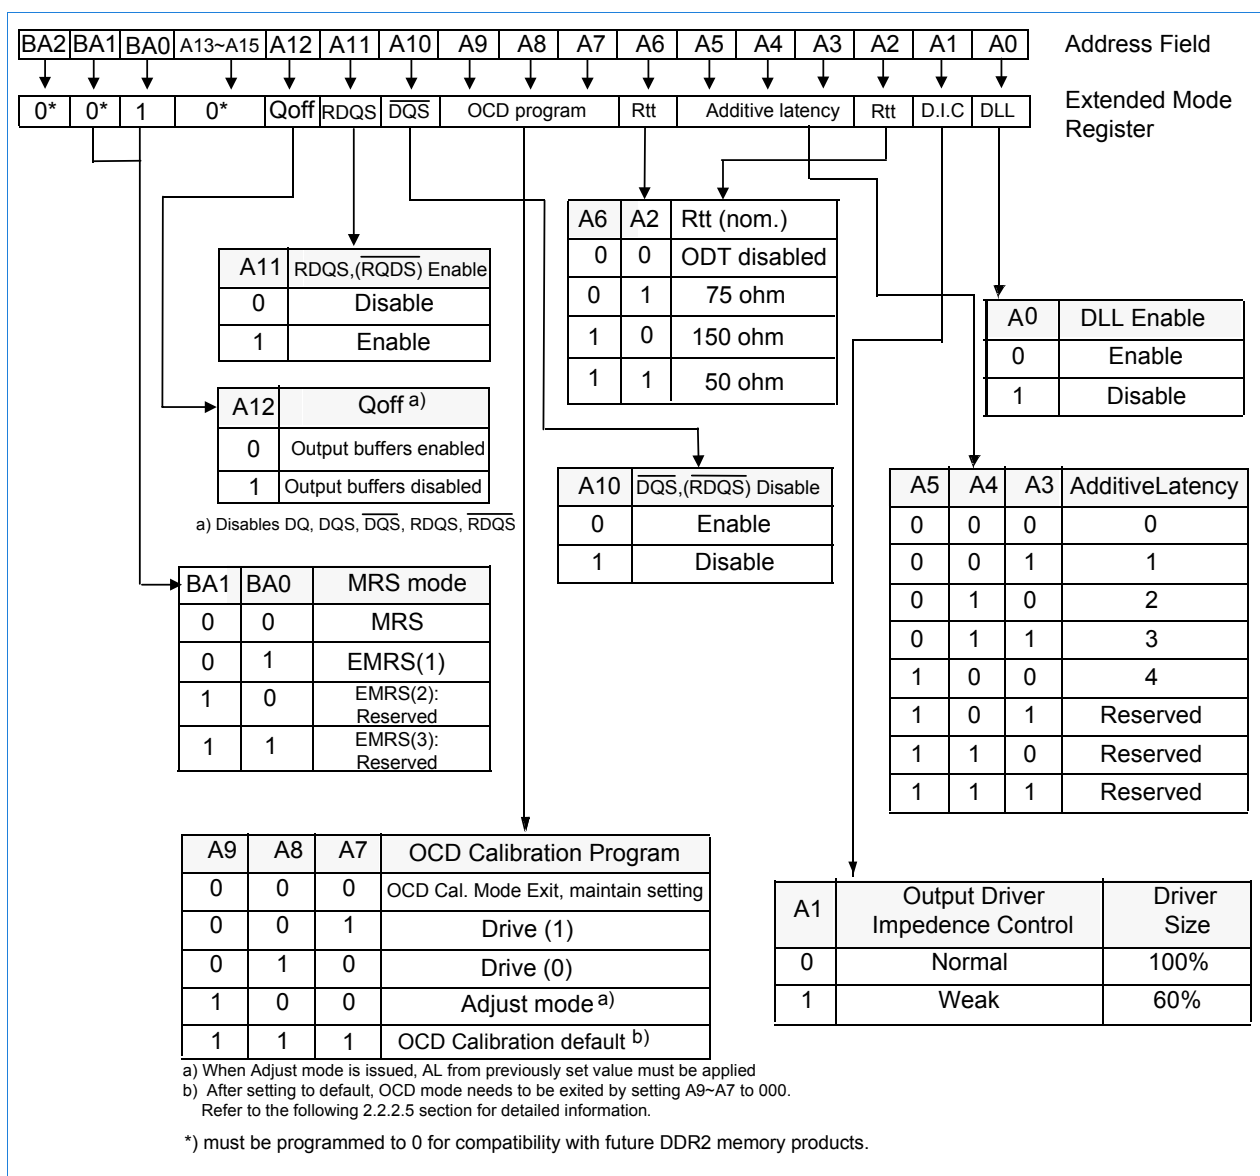 BA2 BA1 BA0 A13~A15 A12 A11 A10 A9 A8 A7 A6 A5 A4 A3 A2 A1 A0 Address Field
0* 0* 1 0* Qoff RDQS DQS OCD program Rtt Additive latency Rtt D.I.C DLL Extended Mode
Register
A11 RDQS,(RQDS) Enable
0 Disable
1 Enable
A6 A2 Rtt (nom.)
0 0 ODT disabled
0 1 75 ohm
1 0 150 ohm
1 1 50 ohm
A0 DLL Enable
0 Enable
1 Disable
A12 Qoff a)
0 Output buffers enabled
1 Output buffers disabled
a) Disables DQ, DQS, DQS, RDQS, RDQS
A10 DQS,(RDQS) Disable
0 Enable
1 Disable
A5 A4 A3 AdditiveLatency
0 0 0 0
0 0 1 1
0 1 0 2
0 1 1 3
1 0 0 4
1 0 1 Reserved
1 1 0 Reserved
1 1 1 Reserved
BA1 BA0 MRS mode
0 0 MRS
0 1 EMRS(1)
1 0 EMRS(2):
Reserved
1 1 EMRS(3):
Reserved
A9 A8 A7 OCD Calibration Program
0 0 0 OCD Cal. Mode Exit, maintain setting
0 0 1 Drive (1)
0 1 0 Drive (0)
1 0 0 Adjust mode a)
1 1 1 OCD Calibration default b)
A1 Output Driver Driver
Impedence Control Size
0 Normal 100%
1 Weak 60%
a) When Adjust mode is issued, AL from previously set value must be applied
b) After setting to default, OCD mode needs to be exited by setting A9~A7 to 000.
Refer to the following 2.2.2.5 section for detailed information.
*) must be programmed to 0 for compatibility with future DDR2 memory products.